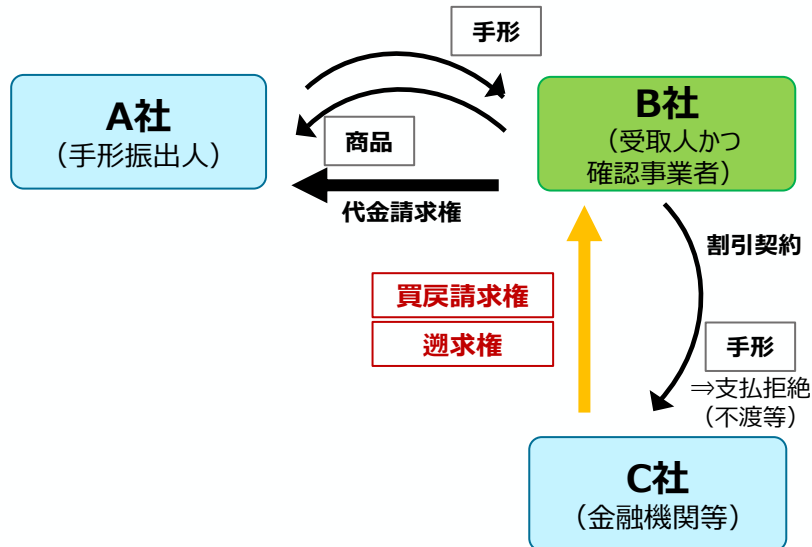 手形
A社
（手形振出人）
B社
（受取人かつ
確認事業者）
商品
代金請求権
割引契約
買戻請求権
遡求権
手形
⇒支払拒絶
（不渡等）
C社
（金融機関等）